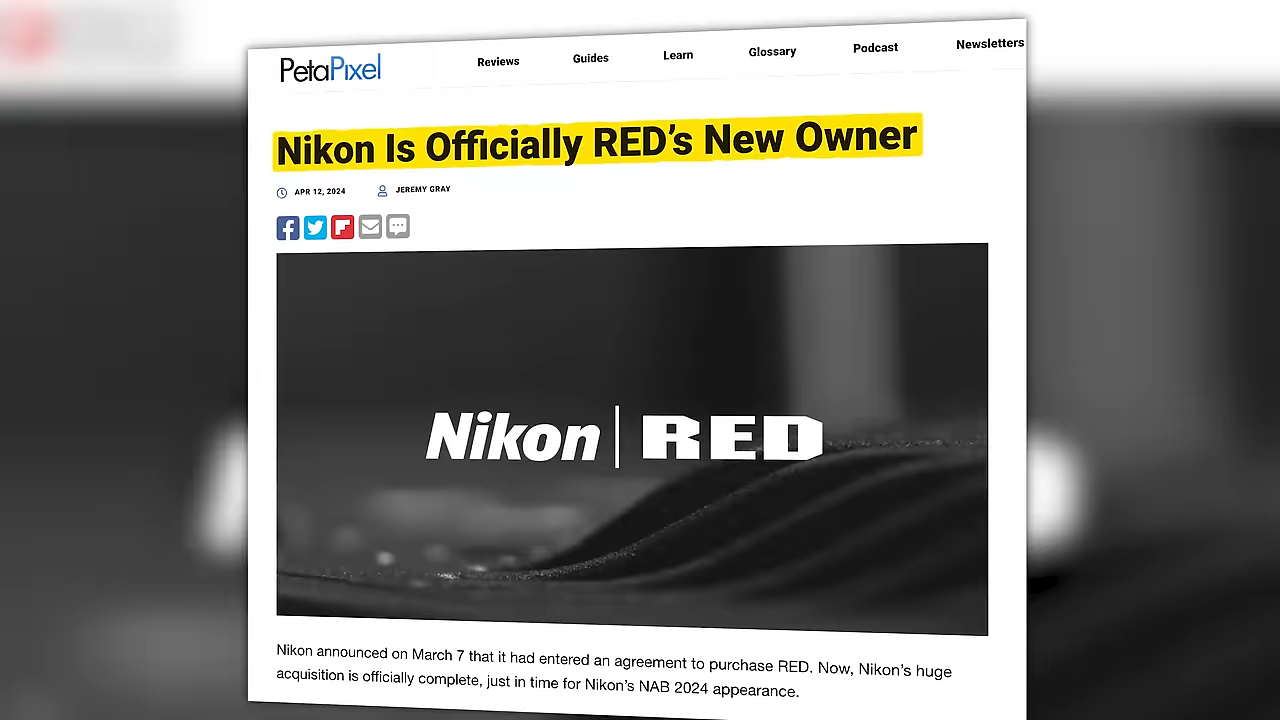 PetaPixel
Reviews Guides Learn Glossary Podcast Newsletters
Nikon Is Officially RED's New Owner
APR 12, 2024 JEREMY GRAY
Nikon | RED
Nikon announced on March 7 that it had entered an agreement to purchase RED. Now, Nikon's huge
acquisition is officially complete, just in time for Nikon's NAB 2024 appearance.